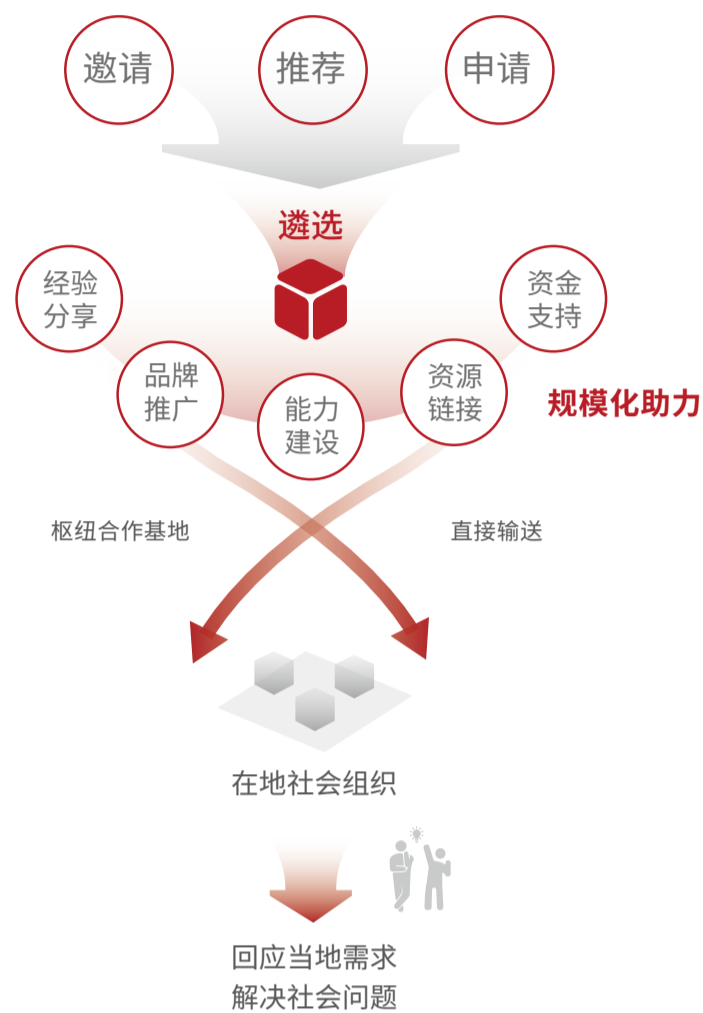 邀请
推荐
申请
遴选
经验
分享
品牌
推广
能力
建设
资源
链接
资金
支持
规模化助力
枢纽合作基地
直接输送
在地社会组织
回应当地需求
解决社会问题